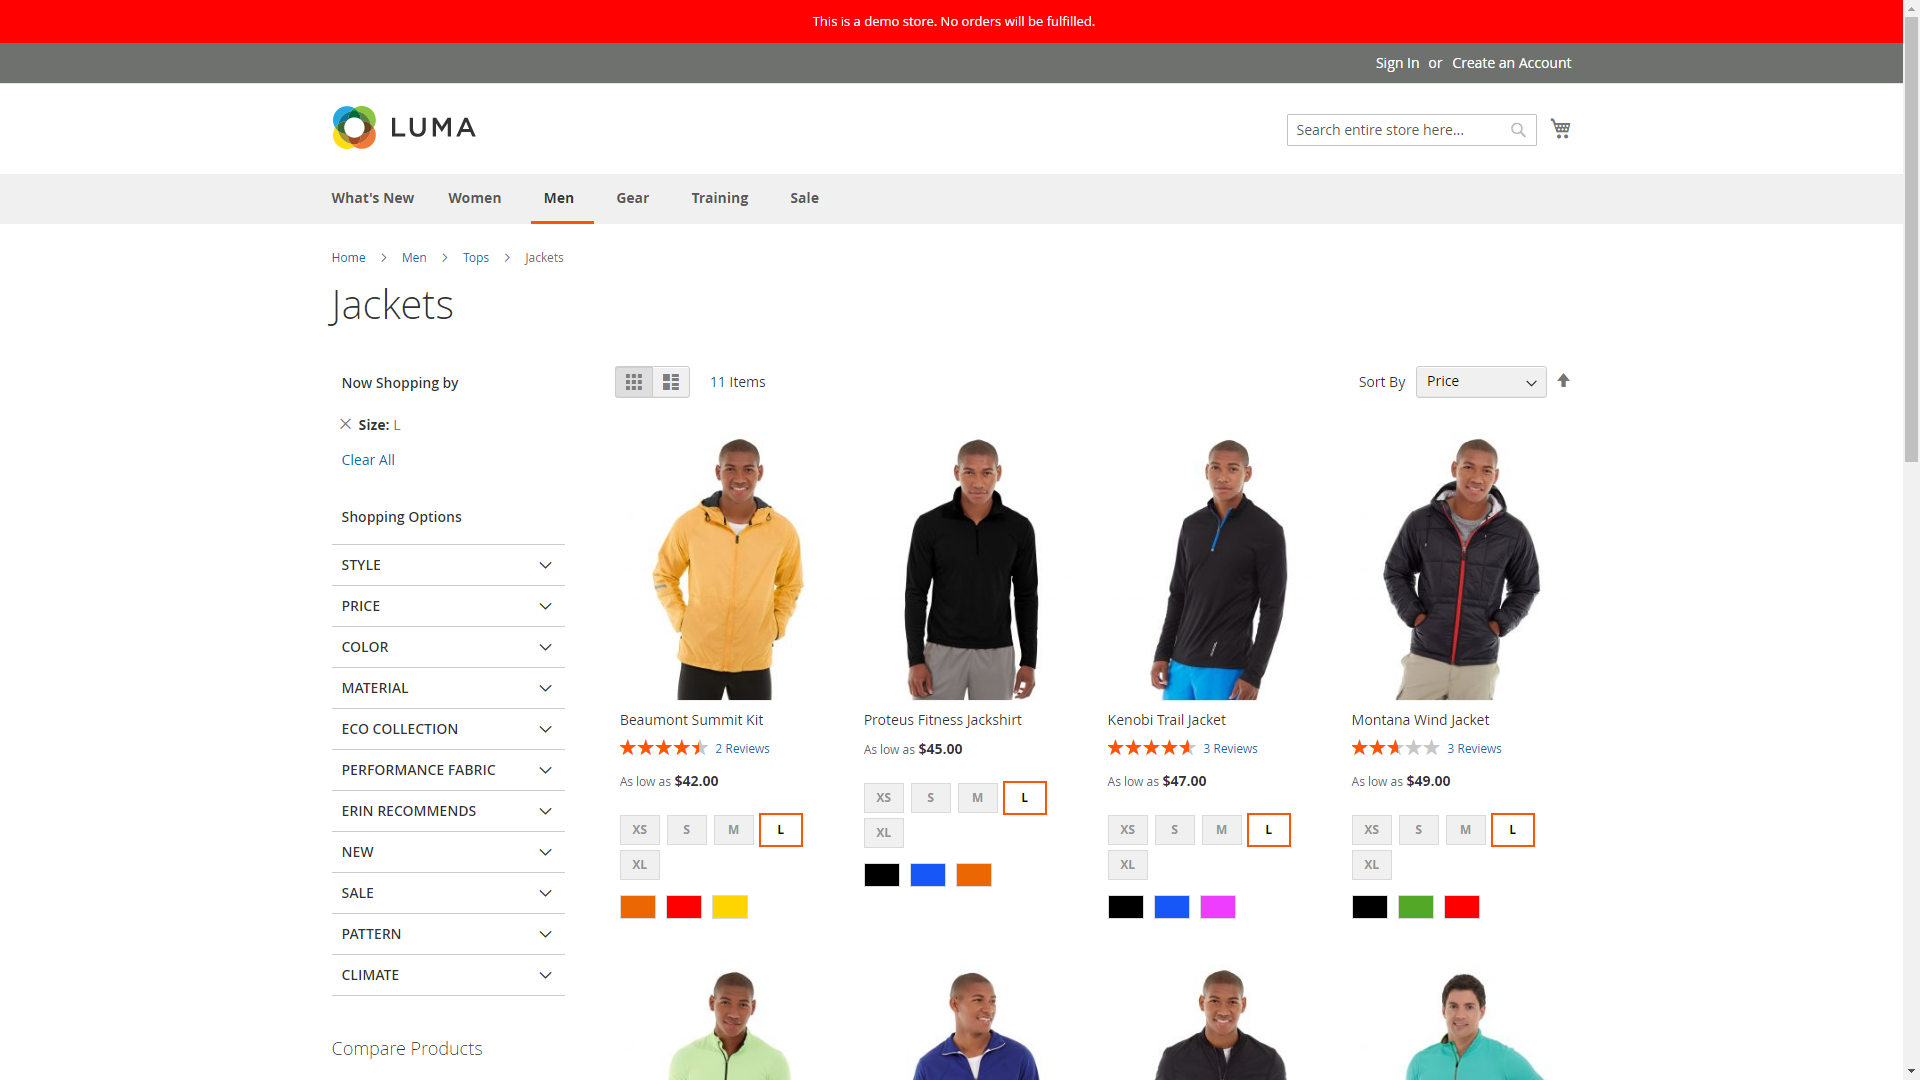 This is a demo store. No orders will be fulfilled.
Sign In or Create an Account
LUMA
Search entire store here...
What's New Women Men Gear Training Sale
Home > Men > Tops > Jackets
Jackets
Now Shopping by
Size: L
Clear All
Shopping Options
STYLE
PRICE
COLOR
MATERIAL
ECO COLLECTION
PERFORMANCE FABRIC
ERIN RECOMMENDS
NEW
SALE
PATTERN
CLIMATE
Compare Products
11 Items
Sort By Price
Beaumont Summit Kit
2 Reviews
As low as $42.00
XS S M L
XL
Proteus Fitness Jackshirt
As low as $45.00
XS S M L
XL
Kenobi Trail Jacket
3 Reviews
As low as $47.00
XS S M L
XL
Montana Wind Jacket
3 Reviews
As low as $49.00
XS S M L
XL